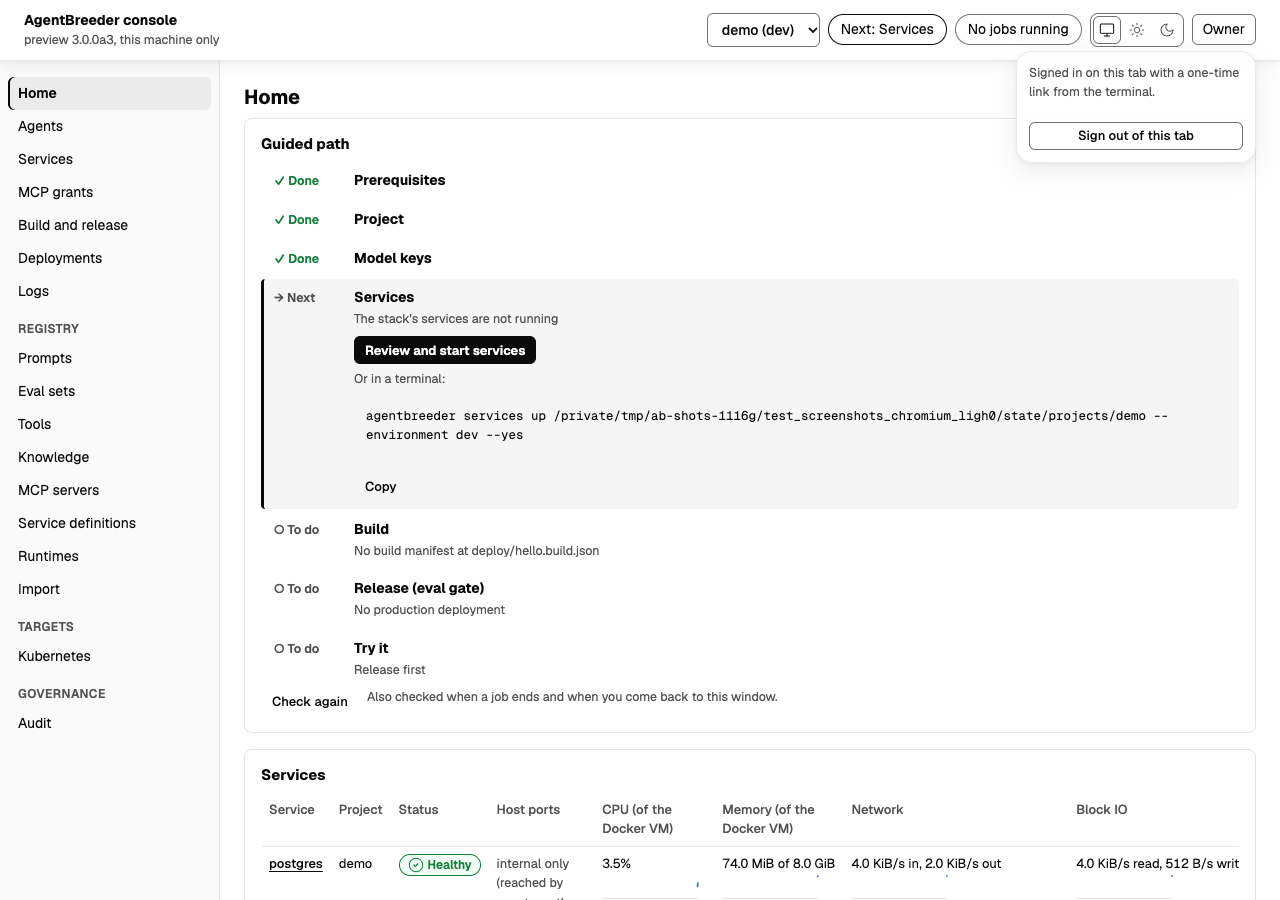 AgentBreeder console
preview 3.0.0a3, this machine only
demo (dev)
Next: Services
No jobs running
Owner
Signed in on this tab with a one-time
link from the terminal.
Sign out of this tab
Home
Agents
Services
MCP grants
Build and release
Deployments
Logs
REGISTRY
Prompts
Eval sets
Tools
Knowledge
MCP servers
Service definitions
Runtimes
Import
TARGETS
Kubernetes
GOVERNANCE
Audit
Home
Guided path
Done Prerequisites
Done Project
Done Model keys
Next Services
The stack's services are not running
Review and start services
Or in a terminal:
agentbreeder services up /private/tmp/ab-shots-1116g/test_screenshots_chromium_ligh0/state/projects/demo --
environment dev --yes
Copy
To do Build
No build manifest at deploy/hello.build.json
To do Release (eval gate)
No production deployment
To do Try it
Release first
Check again Also checked when a job ends and when you come back to this window.
Services
Service Project Status Host ports CPU (of the Docker VM) Memory (of the Docker VM) Network Block IO
postgres demo Healthy internal only 3.5% 74.0 MiB of 8.0 GiB 4.0 KiB/s in, 2.0 KiB/s out 4.0 KiB/s read, 512 B/s writ
(reached by